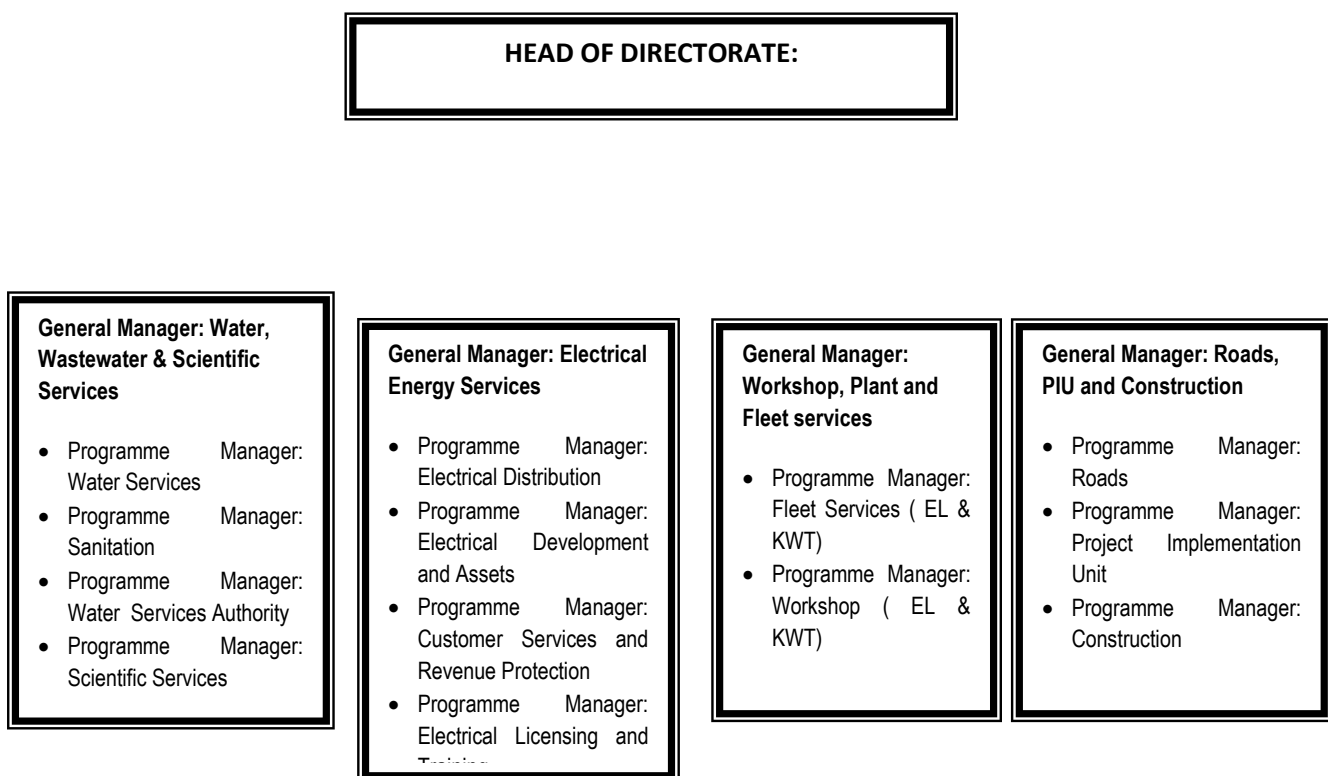 HEAD OF DIRECTORATE:
General Manager: Water,
Wastewater & Scientific
Services
• Programme Manager:
Water Services
• Programme Manager:
Sanitation
• Programme Manager:
Water Services Authority
• Programme Manager:
Scientific Services
General Manager: Electrical
Energy Services
• Programme Manager:
Electrical Distribution
• Programme Manager:
Electrical Development
and Assets
• Programme Manager:
Customer Services and
Revenue Protection
• Programme Manager:
Electrical Licensing and
General Manager:
Workshop, Plant and
Fleet services
• Programme Manager:
Fleet Services ( EL &
KWT)
• Programme Manager:
Workshop ( EL &
KWT)
General Manager: Roads,
PIU and Construction
• Programme Manager:
Roads
• Programme Manager:
Project Implementation
Unit
• Programme Manager:
Construction